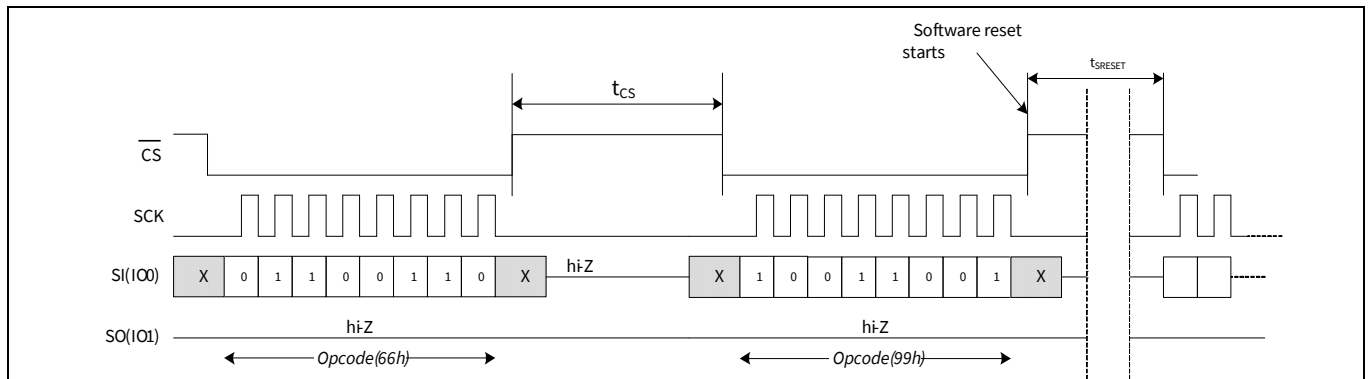 Software reset
starts
tSRESET
tCS
CS
SCK
SI(IO0) X 0 1 1 0 0 1 1 0 X hi-Z X 1 0 0 1 1 0 0 1 X
SO(IO1) hi-Z hi-Z
Opcode(66h) Opcode(99h)